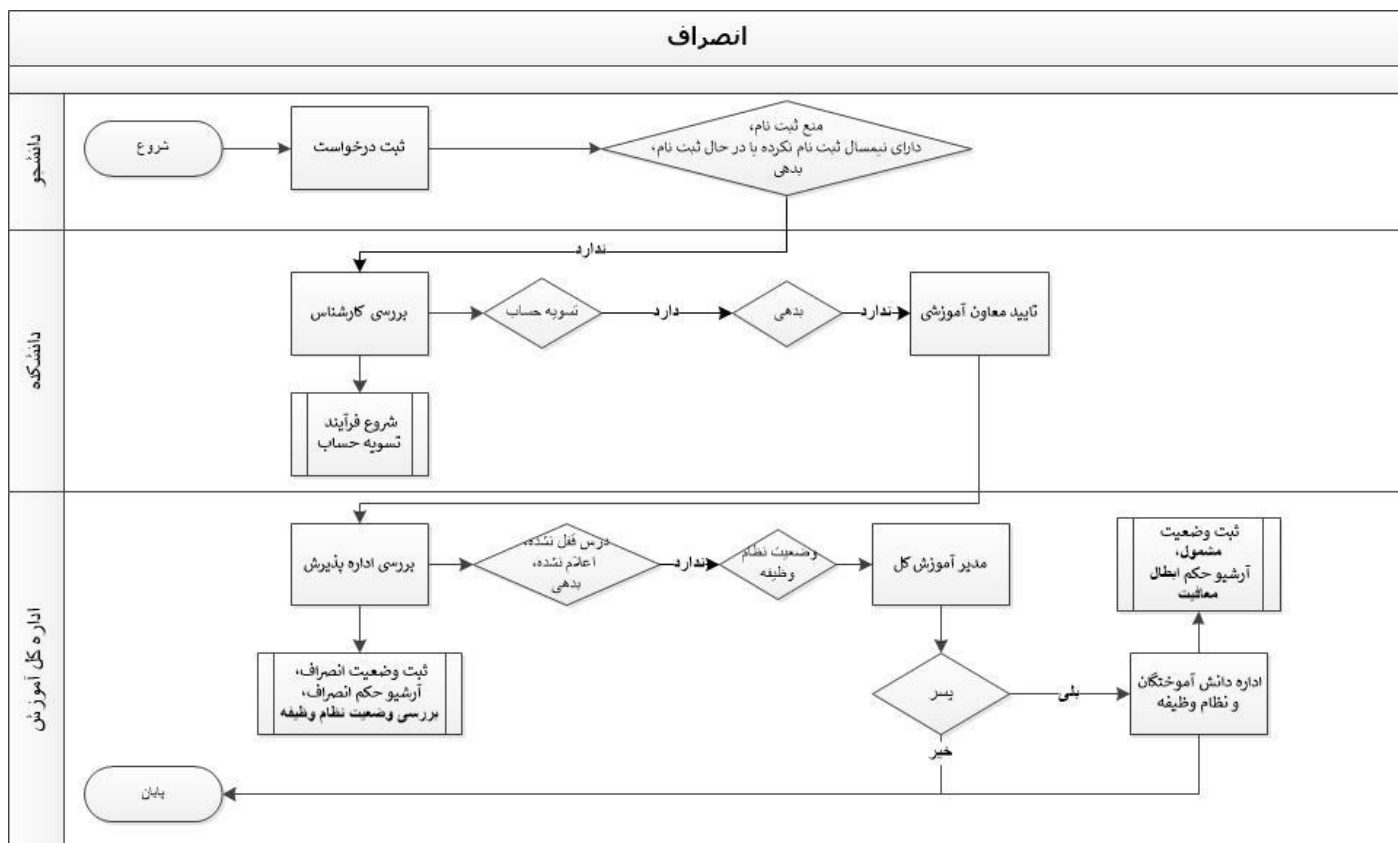 انصراف
دانشجو
شروع
ثبت درخواست
منع ثبت نام،
دارای نیمسال ثبت نام نکرده یا در حال ثبت نام،
بدهی
ندارد
دانشکده
بررسی کارشناس
تسویه حساب
دارد
بدهی
ندارد
تایید معاون آموزشی
شروع فرآیند
تسویه حساب
اداره کل آموزش
بررسی اداره پذیرش
درس قفل نشده،
اعلام نشده،
بدهی
ندارد
وضعیت نظام
وظیفه
مدیر آموزش کل
ثبت وضعیت
مشمول،
آرشیو حکم ابطال
معافیت
ثبت وضعیت انصراف،
آرشیو حکم انصراف،
بررسی وضعیت نظام وظیفه
پسر
بلی
اداره دانش آموختگان
و نظام وظیفه
خیر
پایان